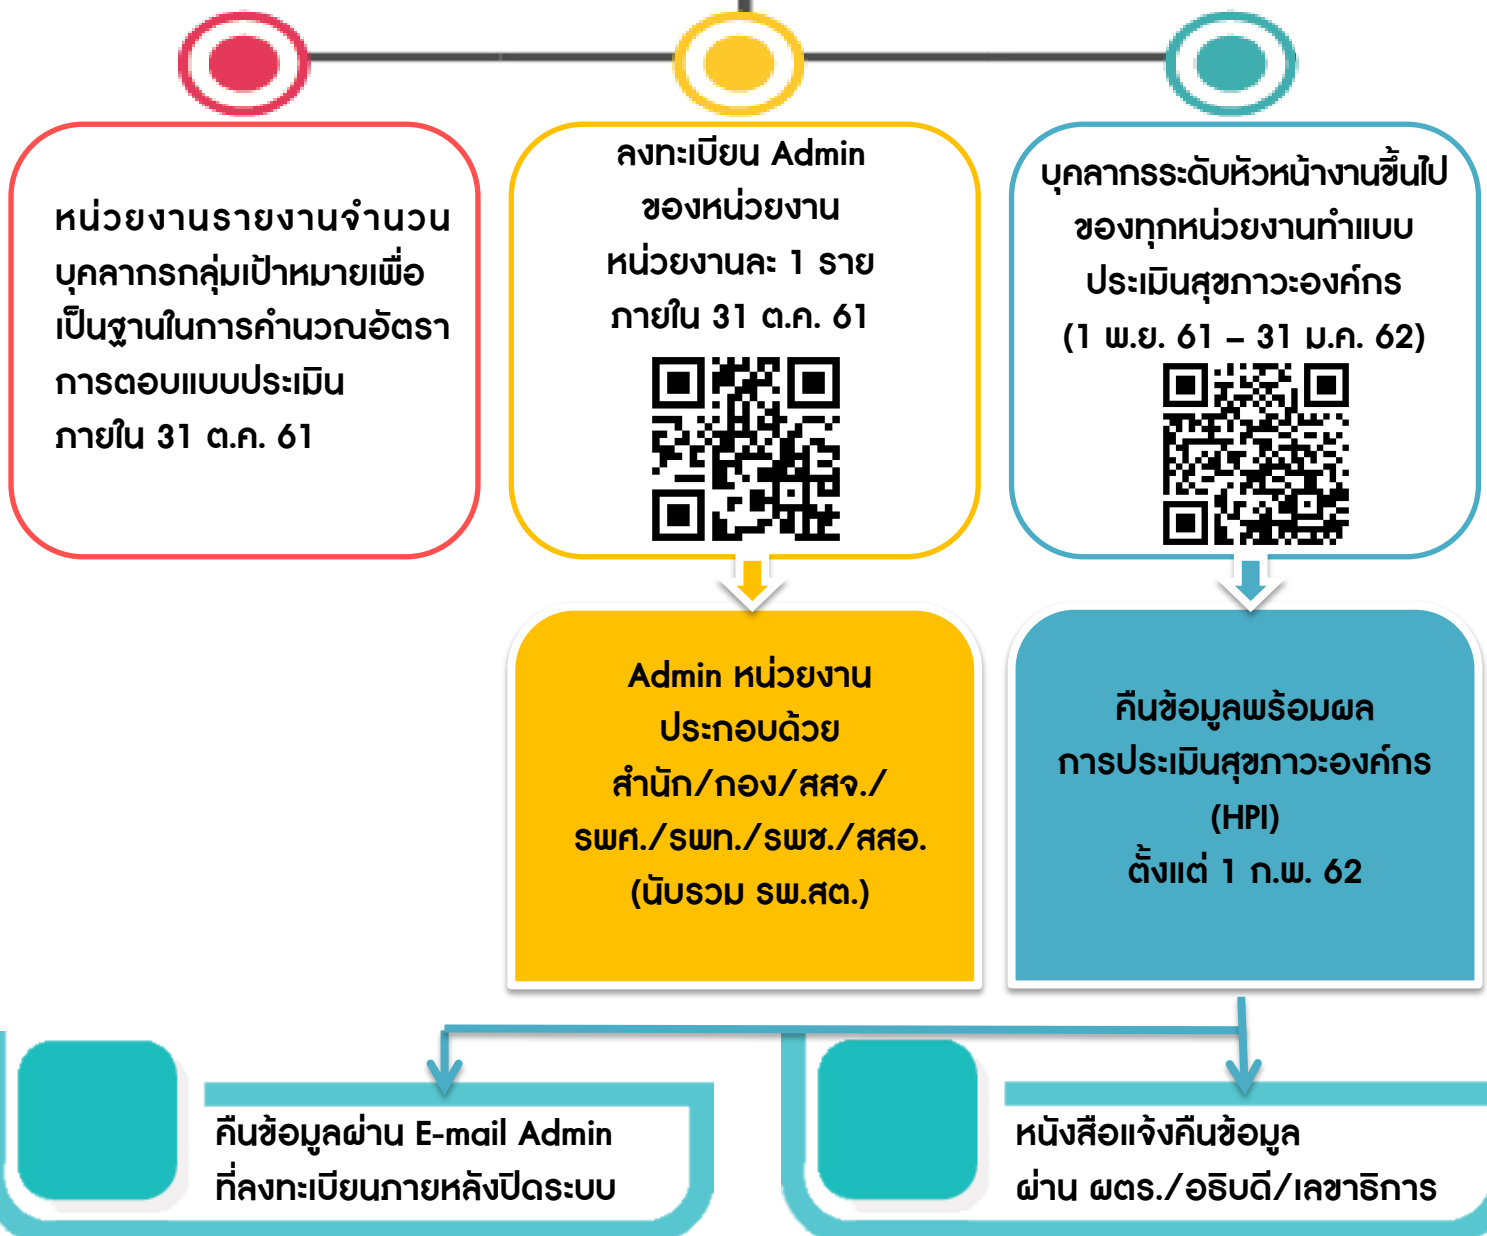 หน่วยงานรายงานจำนวน
บุคลากรกลุ่มเป้าหมายเพื่อ
เป็นฐานในการคำนวณอัตรา
การตอบแบบประเมิน
ภายใน 31 ต.ค. 61
ลงทะเบียน Admin
ของหน่วยงาน
หน่วยงานละ 1 ราย
ภายใน 31 ต.ค. 61
บุคลากรระดับหัวหน้างานขึ้นไป
ของทุกหน่วยงานทำแบบ
ประเมินสุขภาวะองค์กร
(1 พ.ย. 61 – 31 ม.ค. 62)
Admin หน่วยงาน
ประกอบด้วย
สำนัก/กอง/สสจ./
รพศ./รพท./รพช./สสอ.
(นับรวม รพ.สต.)
คืนข้อมูลพร้อมผล
การประเมินสุขภาวะองค์กร
(HPI)
ตั้งแต่ 1 ก.พ. 62
คืนข้อมูลผ่าน E-mail Admin
ที่ลงทะเบียนภายหลังปิดระบบ
หนังสือแจ้งคืนข้อมูล
ผ่าน ผตร./อธิบดี/เลขาธิการ